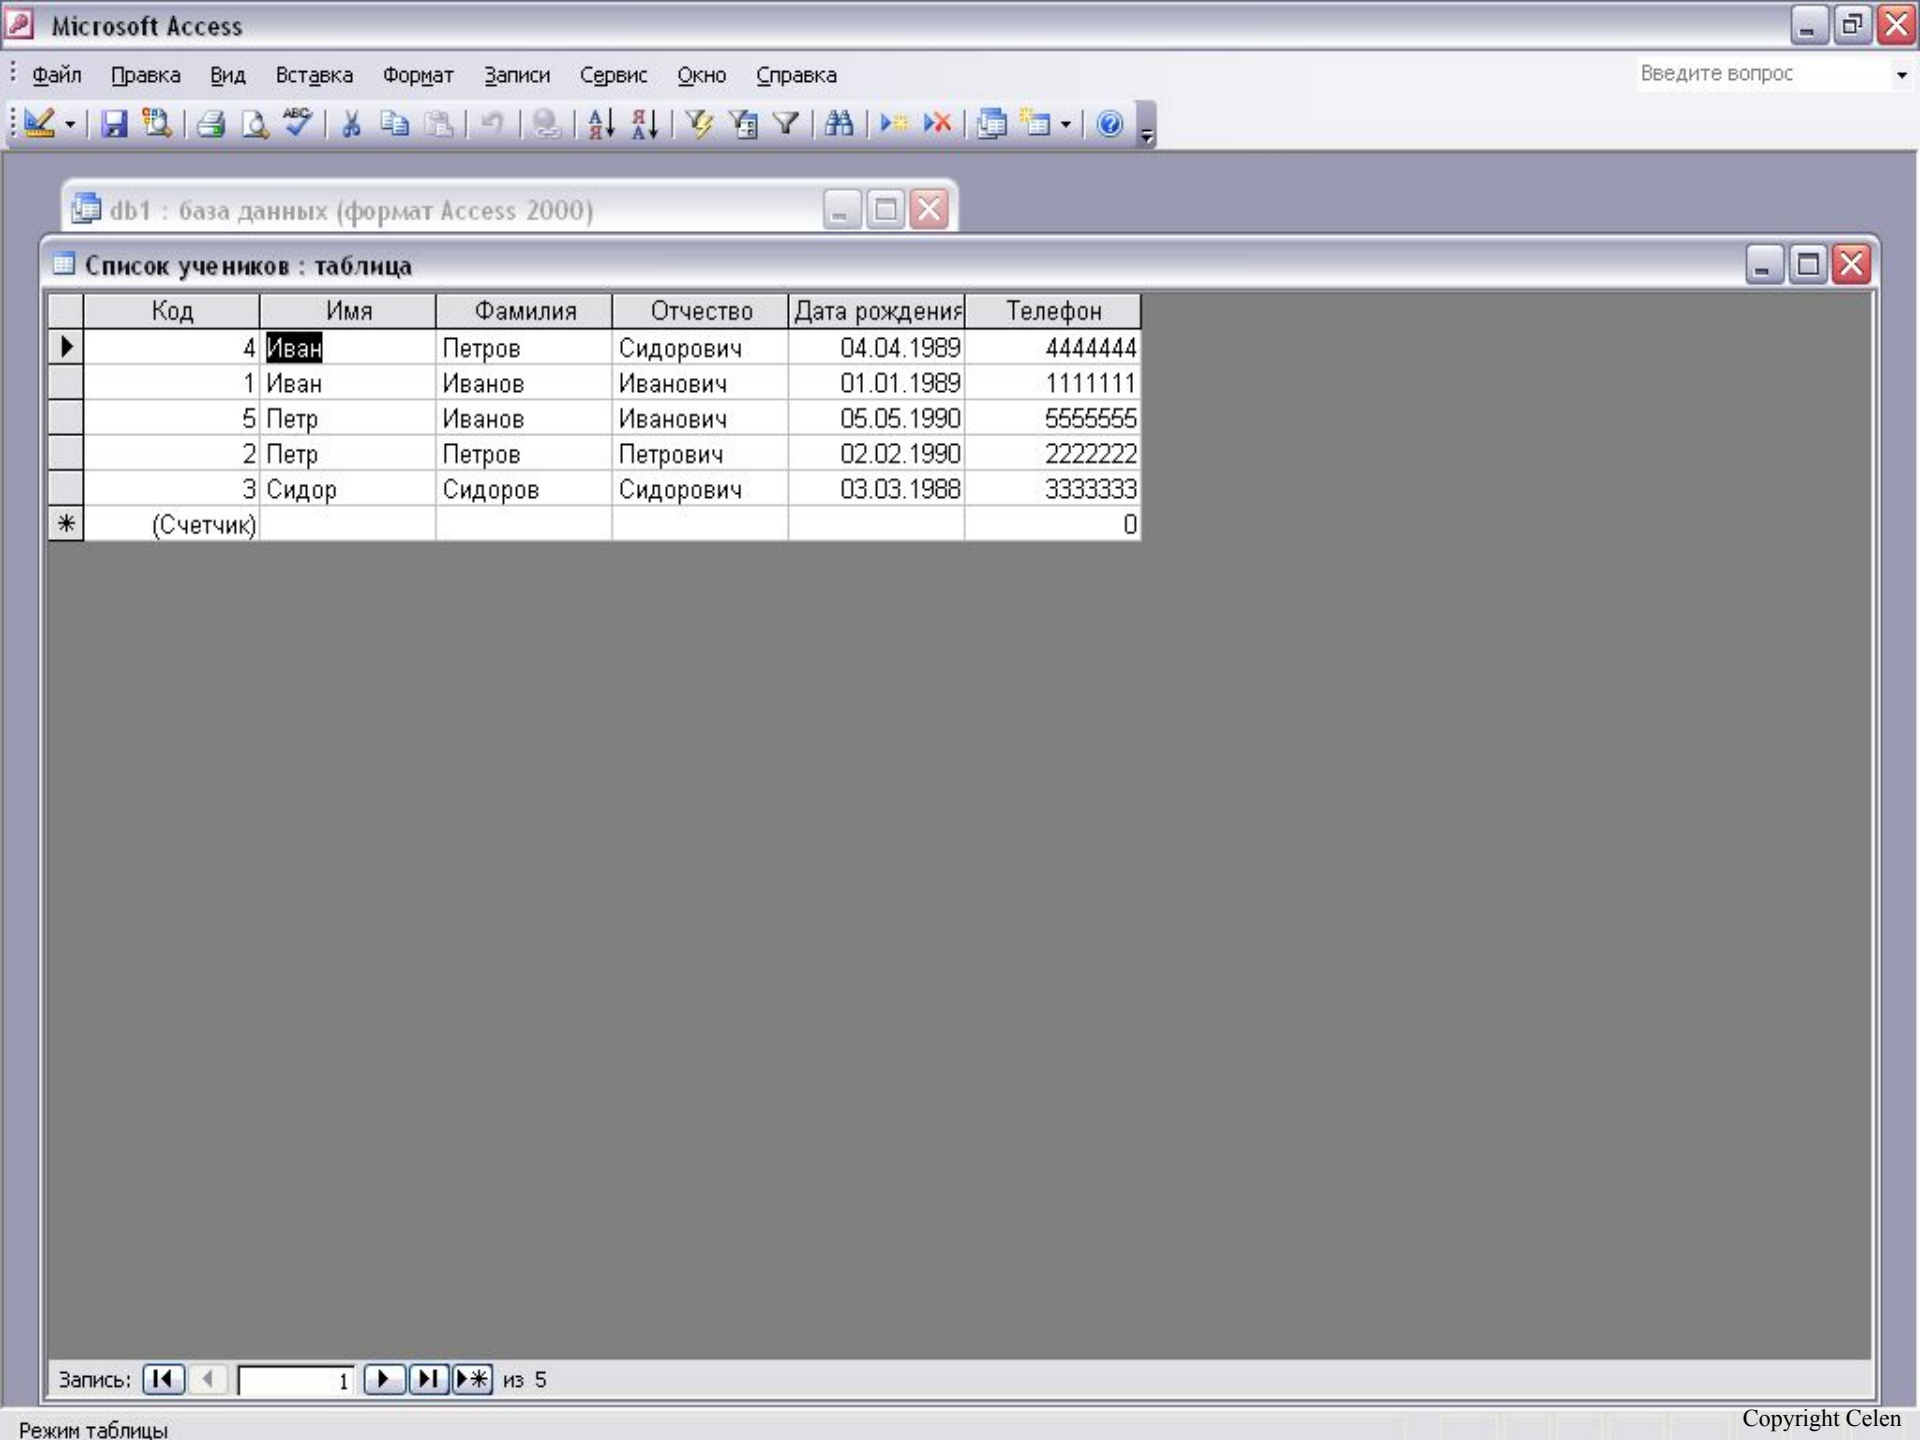 Microsoft Access
Файл Правка Вид Вставка Формат Записи Сервис Окно Справка Введите вопрос
db1 : база данных (формат Access 2000)
Список учеников : таблица
Код Имя Фамилия Отчество Дата рождения Телефон
4 Иван Петров Сидорович 04.04.1989 4444444
1 Иван Иванов Иванович 01.01.1989 1111111
5 Петр Иванов Иванович 05.05.1990 5555555
2 Петр Петров Петрович 02.02.1990 2222222
3 Сидор Сидоров Сидорович 03.03.1988 3333333
(Счетчик) 0
Запись: 1 из 5
Режим таблицы
Copyright Celen